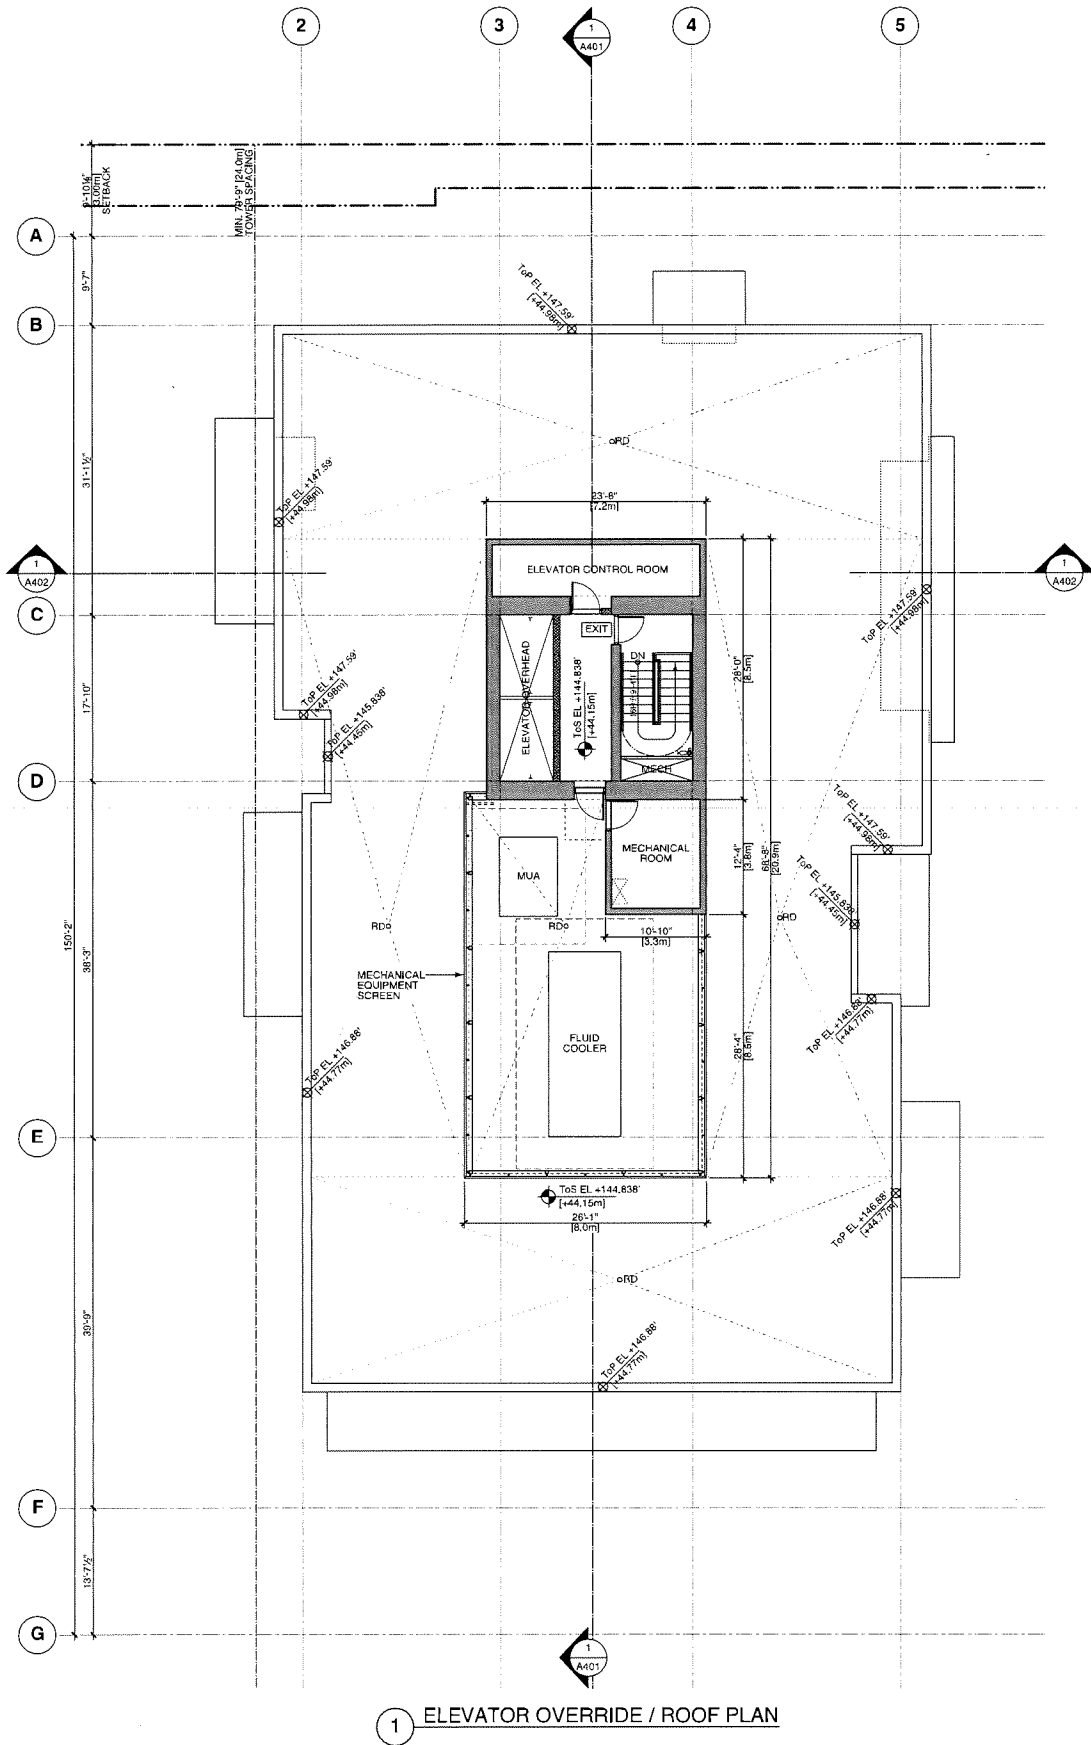 2
3
4
5
1
A401
9'-10⅛"
[3.00m]
SETBACK
MIN. 78'-9" [24.0m]
TOWER SPACING
A
9'-7"
B
ToP EL +147.59'
[+44.98m]
RD
31'-1½"
ToP EL +147.59'
[+44.98m]
23'-8"
[7.2m]
1
A402
ELEVATOR CONTROL ROOM
1
A402
C
EXIT
ToP EL +147.59'
[+44.98m]
DN
ELEVATOR OVERHEAD
ToS EL +144.838'
[+44.15m]
28'-0"
[8.5m]
17'-10"
ToP EL +147.59'
[+44.98m]
ToP EL +145.838'
[+44.45m]
MECH
D
MECHANICAL
ROOM
12'-4"
[3.8m]
68'-8"
[20.9m]
ToP EL +147.59'
[+44.98m]
MUA
ToP EL +145.838'
[+44.45m]
RD
RD
RD
10'-10"
[3.3m]
150'-2"
38'-3"
MECHANICAL
EQUIPMENT
SCREEN
ToP EL +146.88'
[+44.77m]
FLUID
COOLER
28'-4"
[8.6m]
ToP EL +146.88'
[+44.77m]
E
ToS EL +144.838'
[+44.15m]
26'-1"
[8.0m]
ToP EL +146.88'
[+44.77m]
RD
39'-9"
ToP EL +146.88'
[+44.77m]
F
13'-7½"
G
1
A401
1
ELEVATOR OVERRIDE / ROOF PLAN